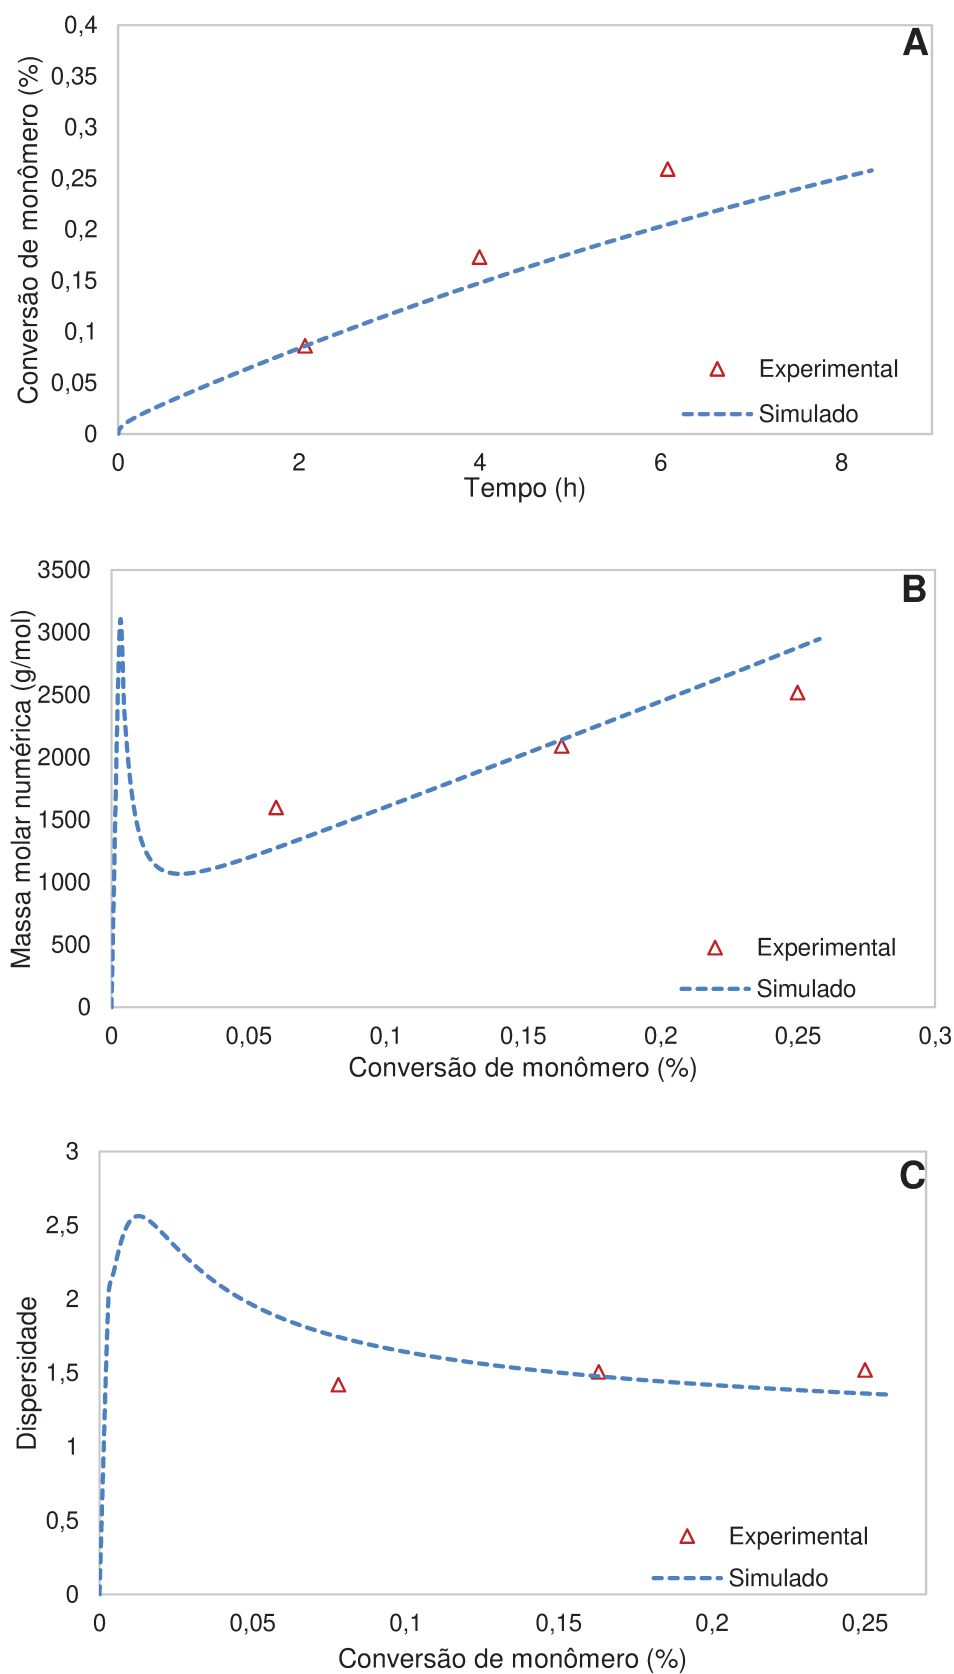 A
Conversão de monômero (%)
0,4
0,35
0,3
0,25
0,2
0,15
0,1
0,05
0
Experimental
Simulado
0 2 4 6 8
Tempo (h)
B
Massa molar numérica (g/mol)
3500
3000
2500
2000
1500
1000
500
0
Experimental
Simulado
0 0,05 0,1 0,15 0,2 0,25 0,3
Conversão de monômero (%)
C
Dispersidade
3
2,5
2
1,5
1
0,5
0
Experimental
Simulado
0 0,05 0,1 0,15 0,2 0,25
Conversão de monômero (%)